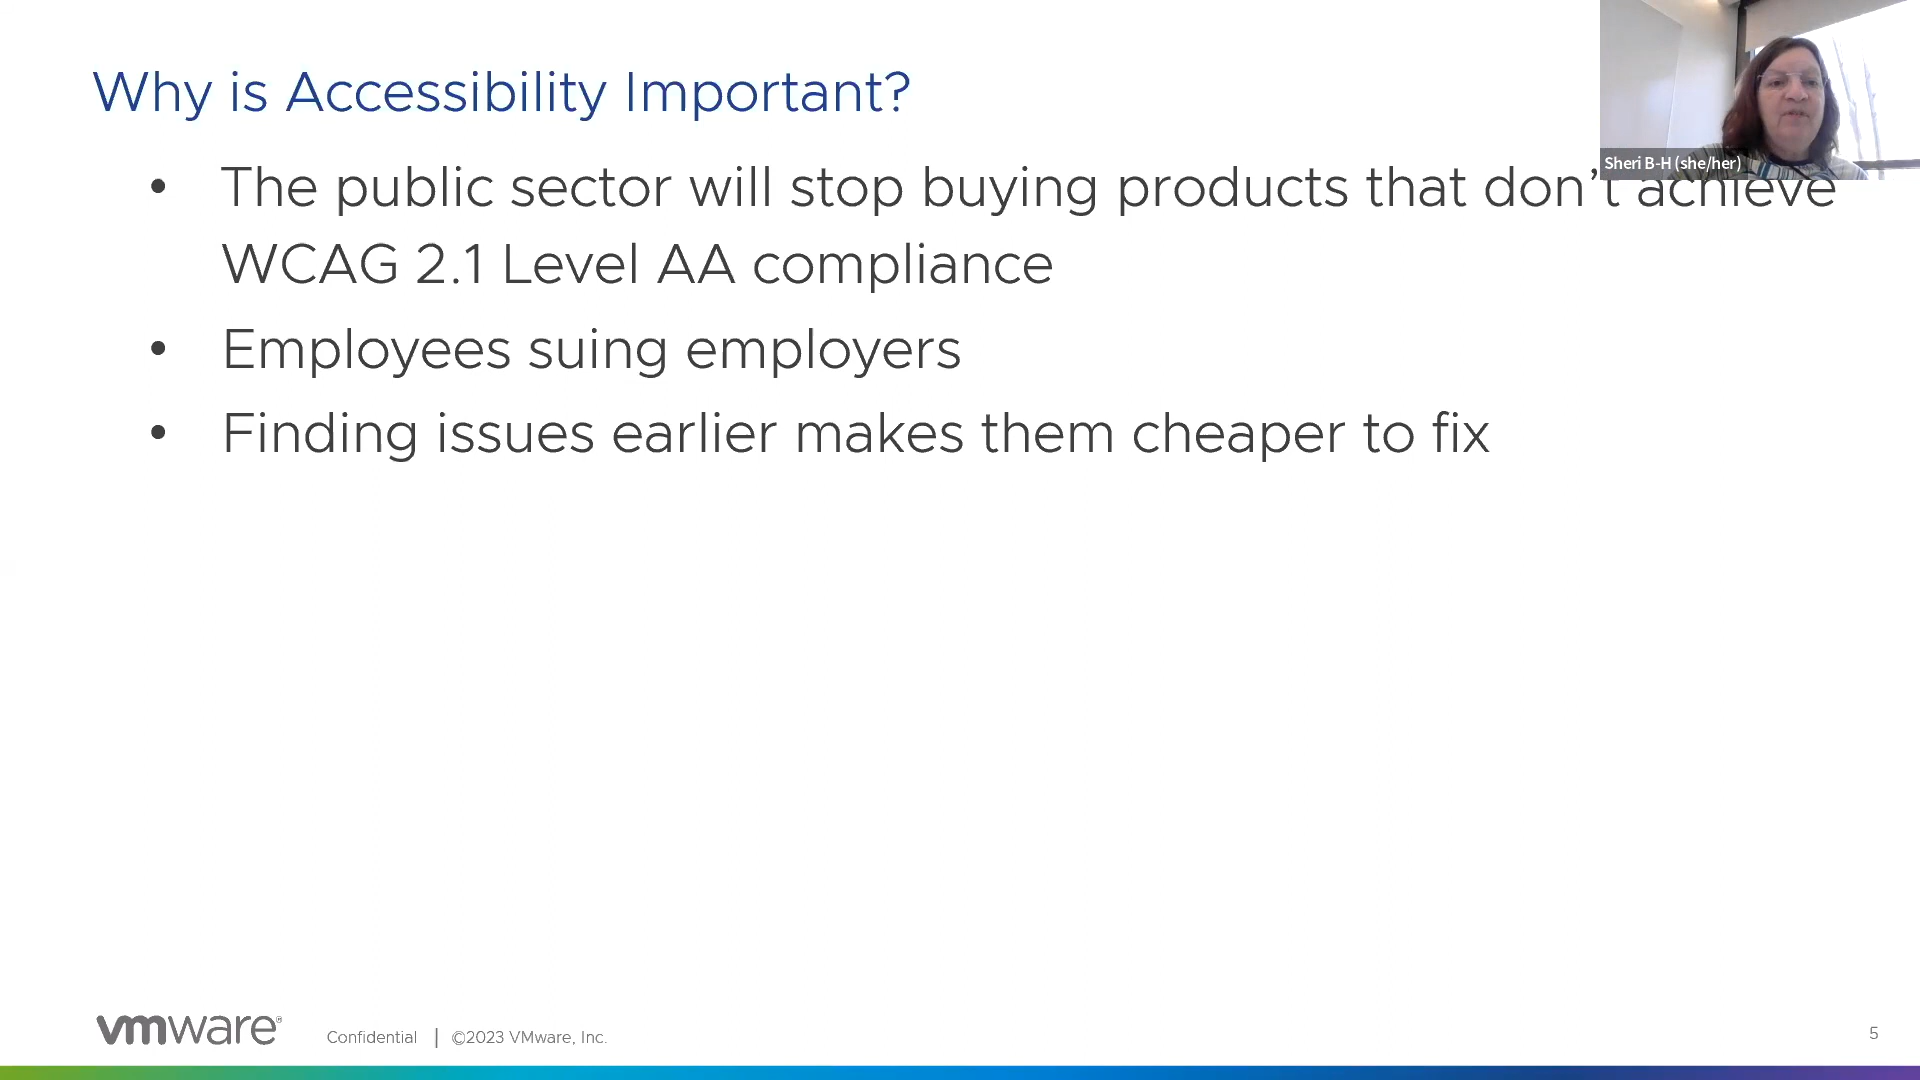 Why is Accessibility Important?
Sheri B-H (she/her)
• The public sector will stop buying products that don’t achieve
WCAG 2.1 Level AA compliance
• Employees suing employers
• Finding issues earlier makes them cheaper to fix
vmware®
Confidential | ©2023 VMware, Inc.
5